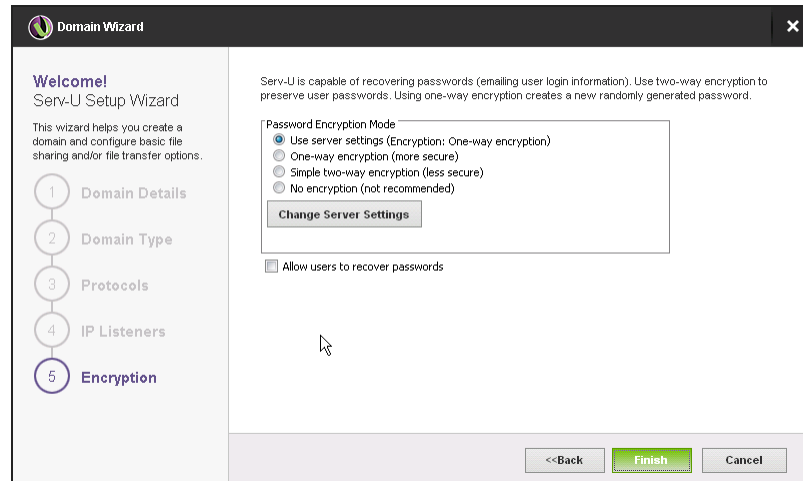 Domain Wizard
Welcome!
Serv-U Setup Wizard
This wizard helps you create a
domain and configure basic file
sharing and/or file transfer options.
1 Domain Details
2 Domain Type
3 Protocols
4 IP Listeners
5 Encryption
Serv-U is capable of recovering passwords (emailing user login information). Use two-way encryption to
preserve user passwords. Using one-way encryption creates a new randomly generated password.
Password Encryption Mode
Use server settings (Encryption: One-way encryption)
One-way encryption (more secure)
Simple two-way encryption (less secure)
No encryption (not recommended)
Change Server Settings
Allow users to recover passwords
<<Back Finish Cancel